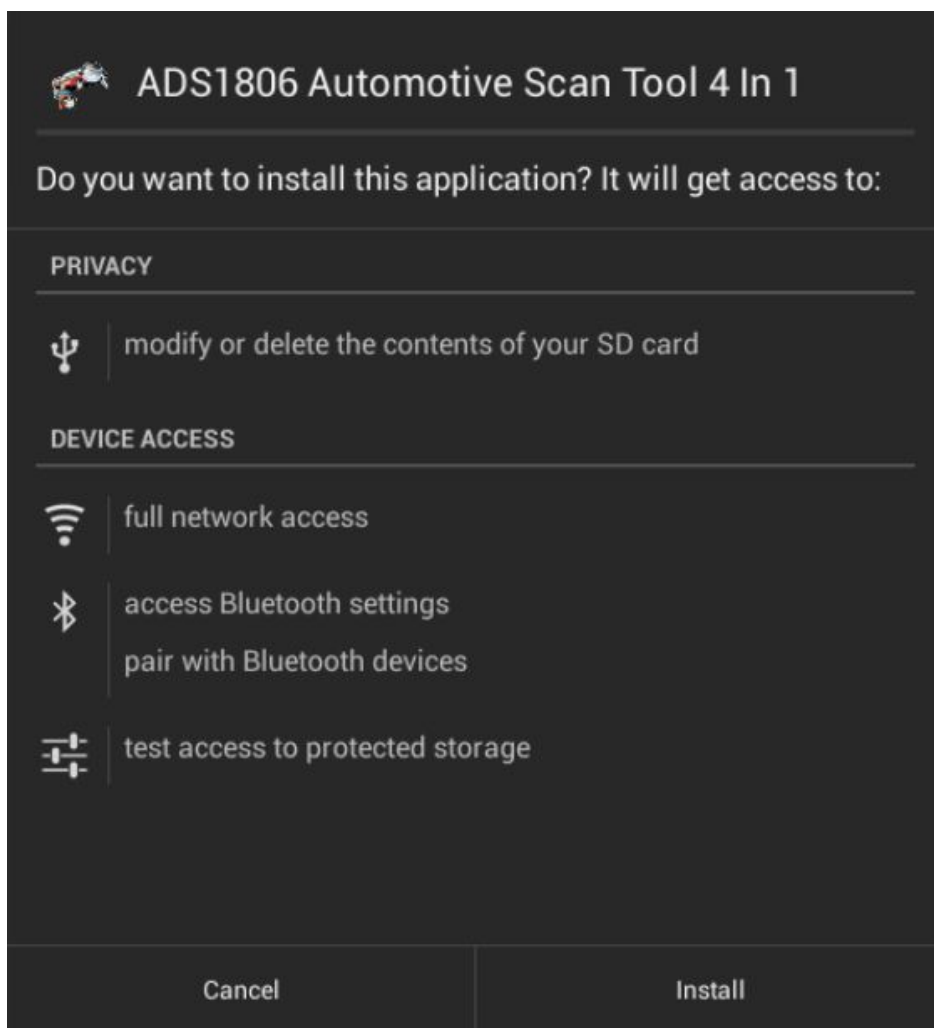 ADS1806 Automotive Scan Tool 4 In 1
Do you want to install this application? It will get access to:
PRIVACY
modify or delete the contents of your SD card
DEVICE ACCESS
full network access
access Bluetooth settings
pair with Bluetooth devices
test access to protected storage
Cancel
Install